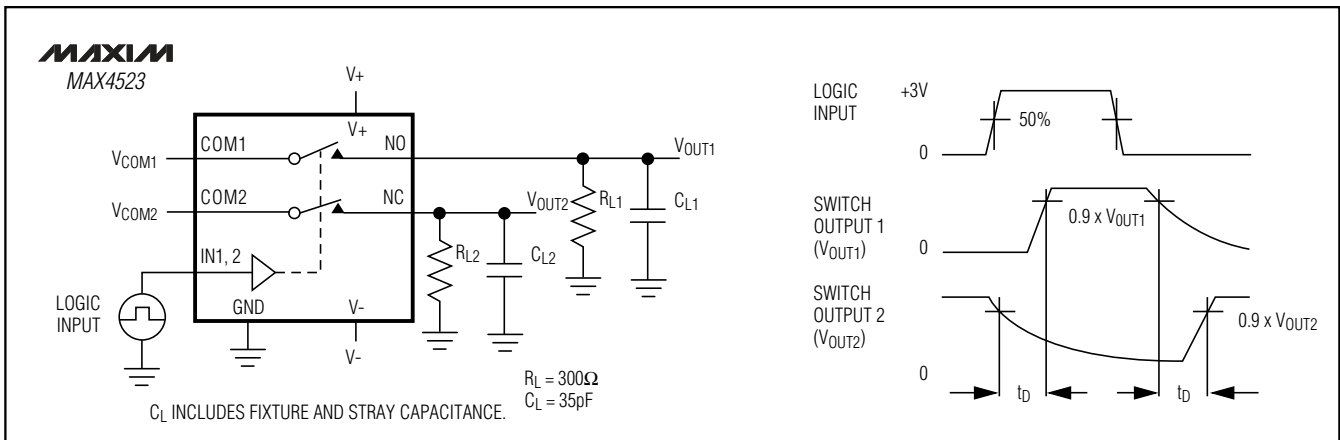 MAXIM
MAX4523
V+
V+
COM1
NO
VCOM1
VOUT1
COM2
NC
VCOM2
VOUT2
RL1
CL1
IN1, 2
RL2
CL2
LOGIC
INPUT
GND
V-
V-
RL = 300Ω
CL = 35pF
CL INCLUDES FIXTURE AND STRAY CAPACITANCE.
LOGIC
INPUT
+3V
50%
0
SWITCH
OUTPUT 1
(VOUT1)
0.9 x VOUT1
0
SWITCH
OUTPUT 2
(VOUT2)
0.9 x VOUT2
0
tD
tD